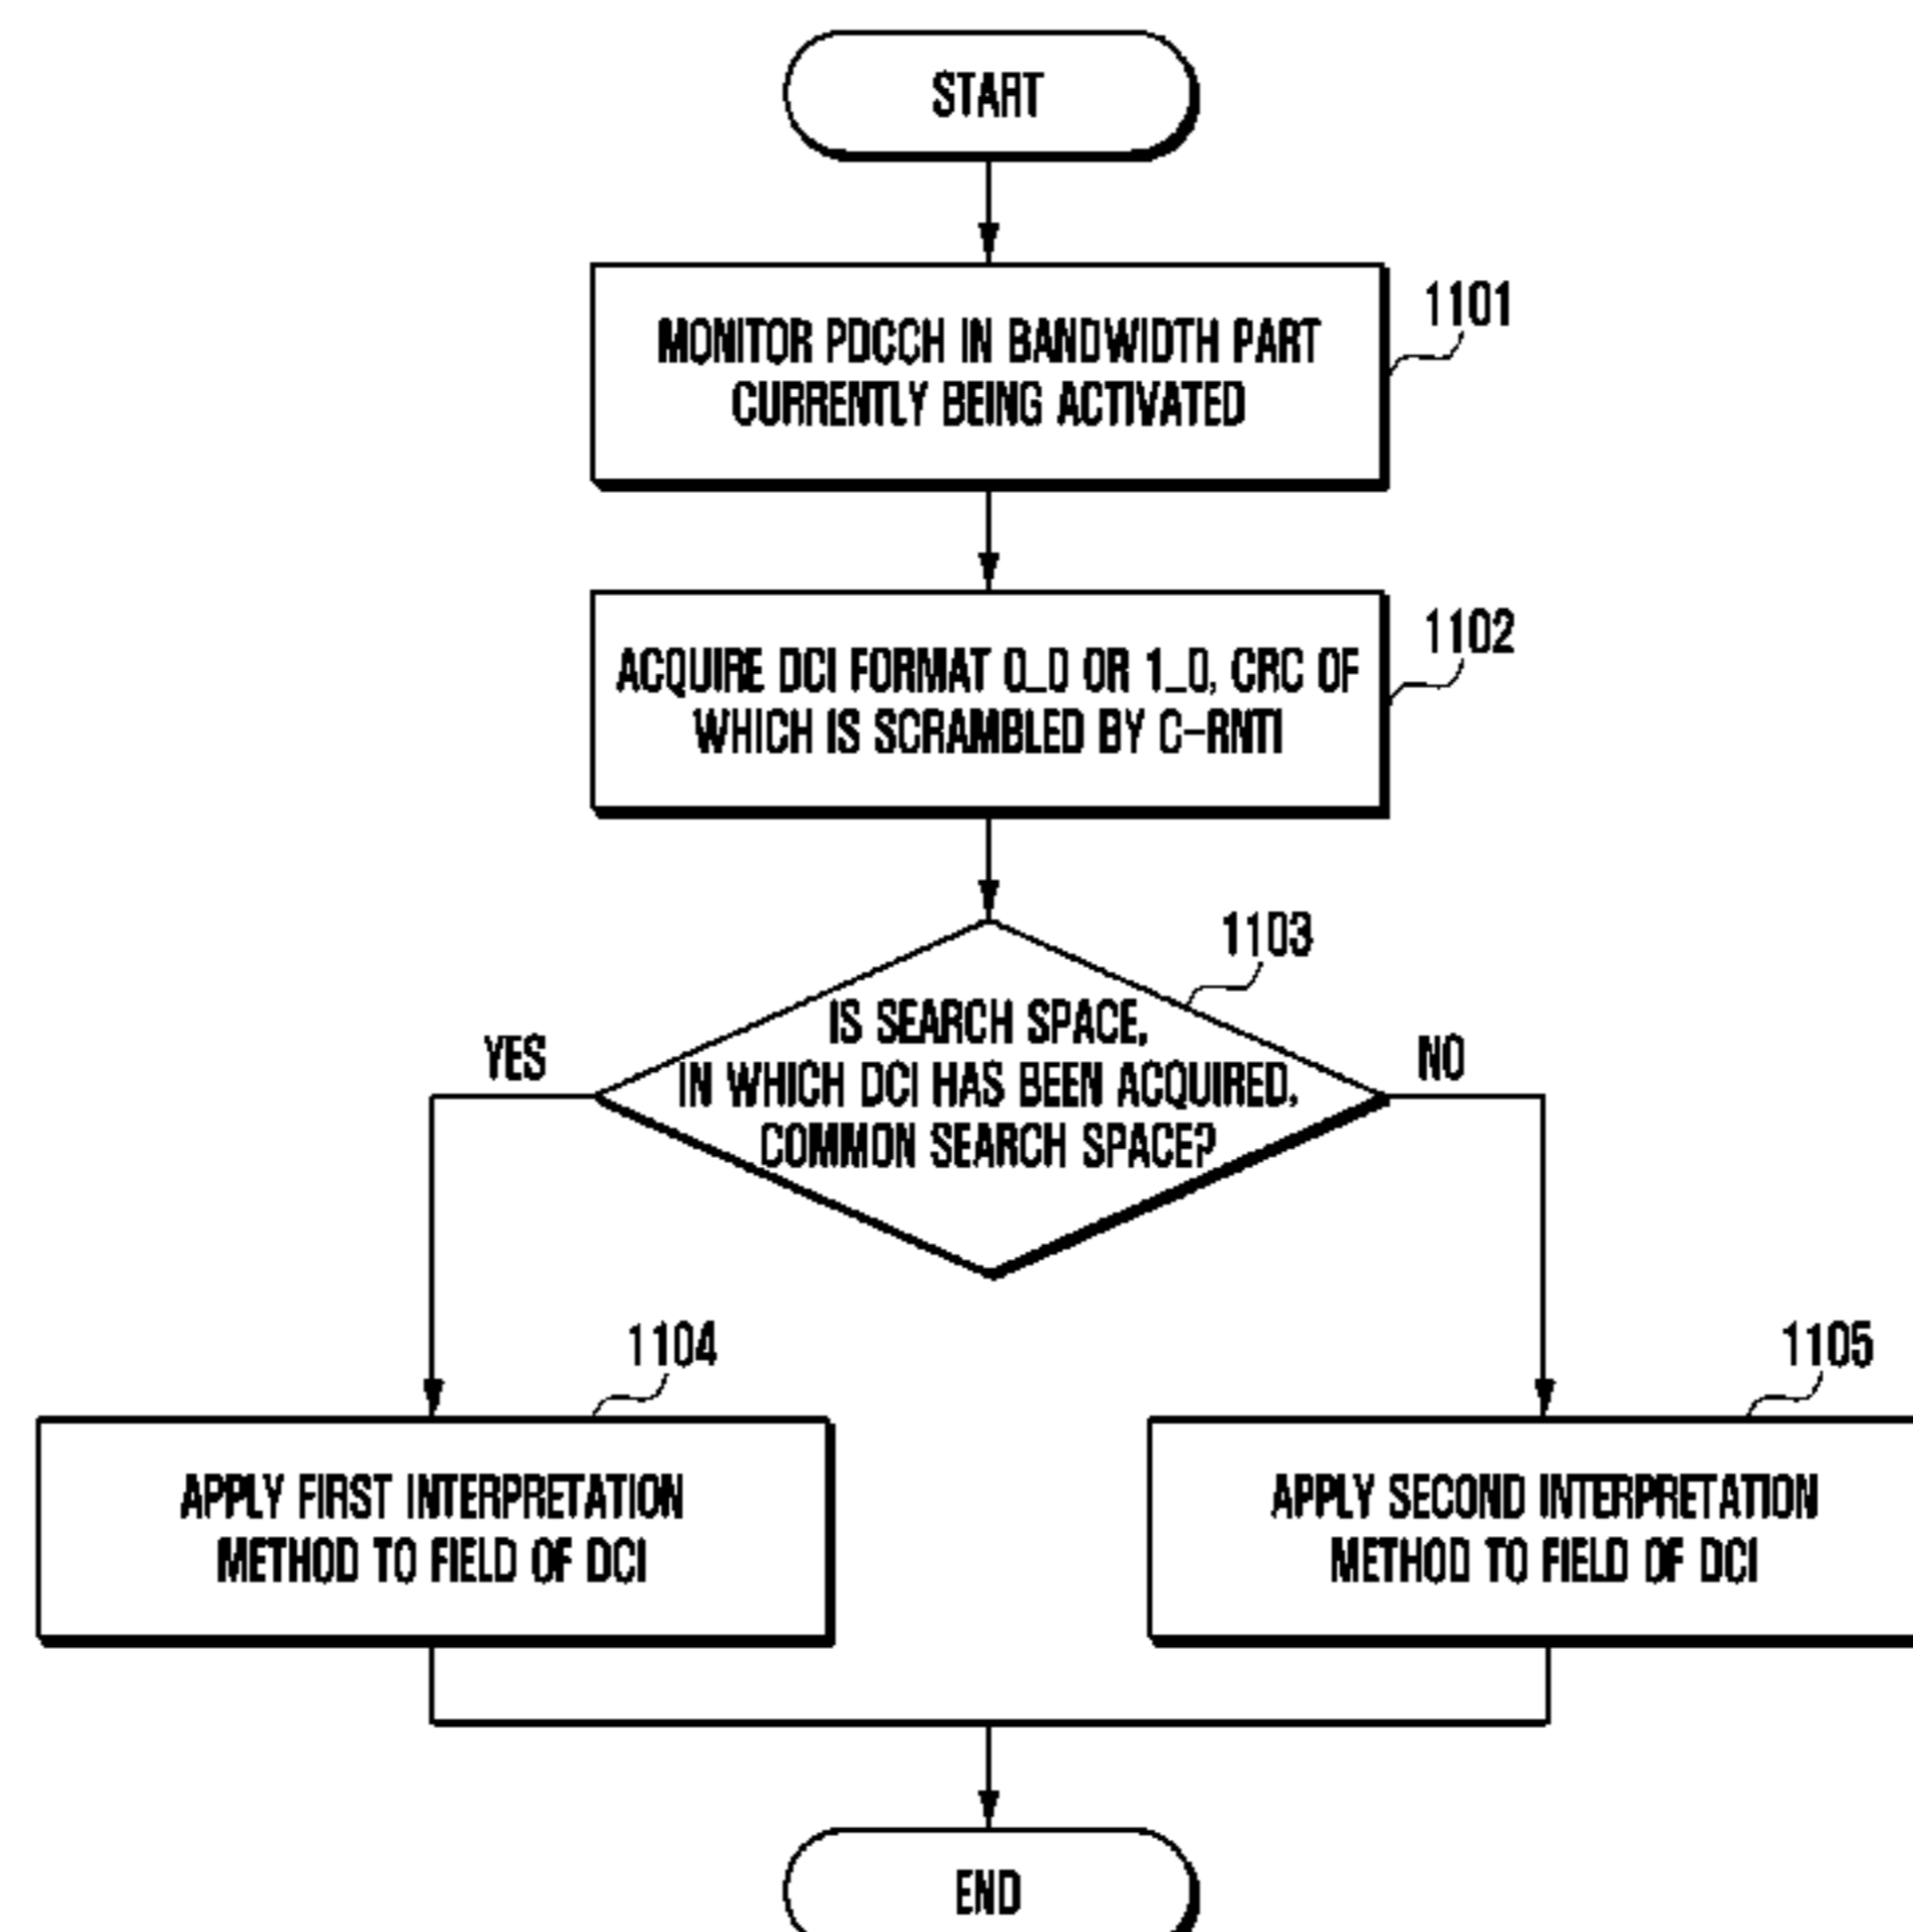 START
1101
MONITOR PDCCH IN BANDWIDTH PART
CURRENTLY BEING ACTIVATED
1102
ACQUIRE DCI FORMAT 0_0 OR 1_0, CRC OF
WHICH IS SCRAMBLED BY C-RNTI
1103
IS SEARCH SPACE,
IN WHICH DCI HAS BEEN ACQUIRED,
COMMON SEARCH SPACE?
YES
NO
1104
APPLY FIRST INTERPRETATION
METHOD TO FIELD OF DCI
1105
APPLY SECOND INTERPRETATION
METHOD TO FIELD OF DCI
END